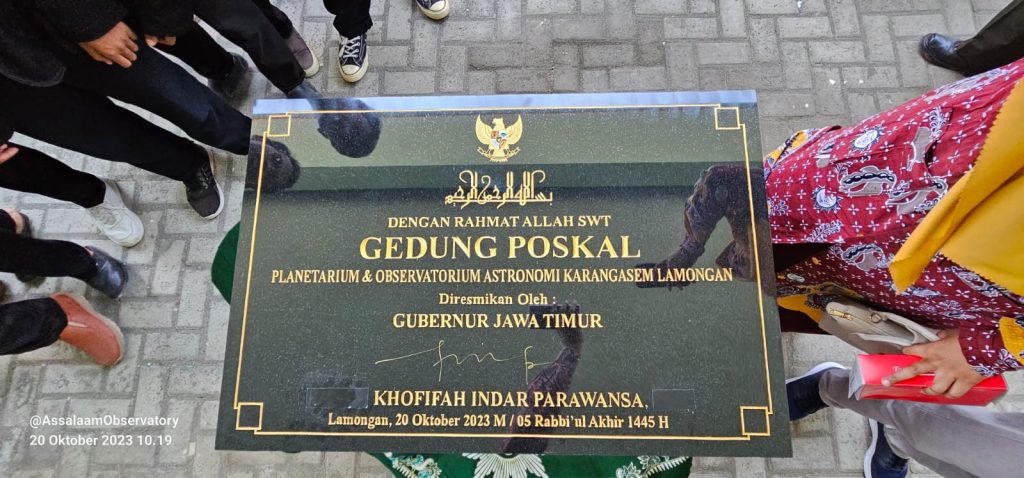 بسم الله الرحمن الرحيم
DENGAN RAHMAT ALLAH SWT
GEDUNG POSKAL
PLANETARIUM & OBSERVATORIUM ASTRONOMI KARANGASEM LAMONGAN
Diresmikan Oleh :
GUBERNUR JAWA TIMUR
KHOFIFAH INDAR PARAWANSA,
Lamongan, 20 Oktober 2023 M / 05 Rabbi'ul Akhir 1445 H
@AssalaamObservatory
20 Oktober 2023 10.19